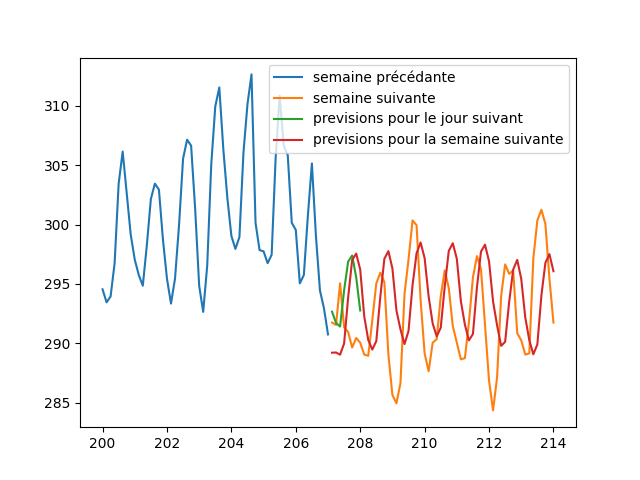 semaine précédante
semaine suivante
previsions pour le jour suivant
previsions pour la semaine suivante
310
305
300
295
290
285
200 202 204 206 208 210 212 214